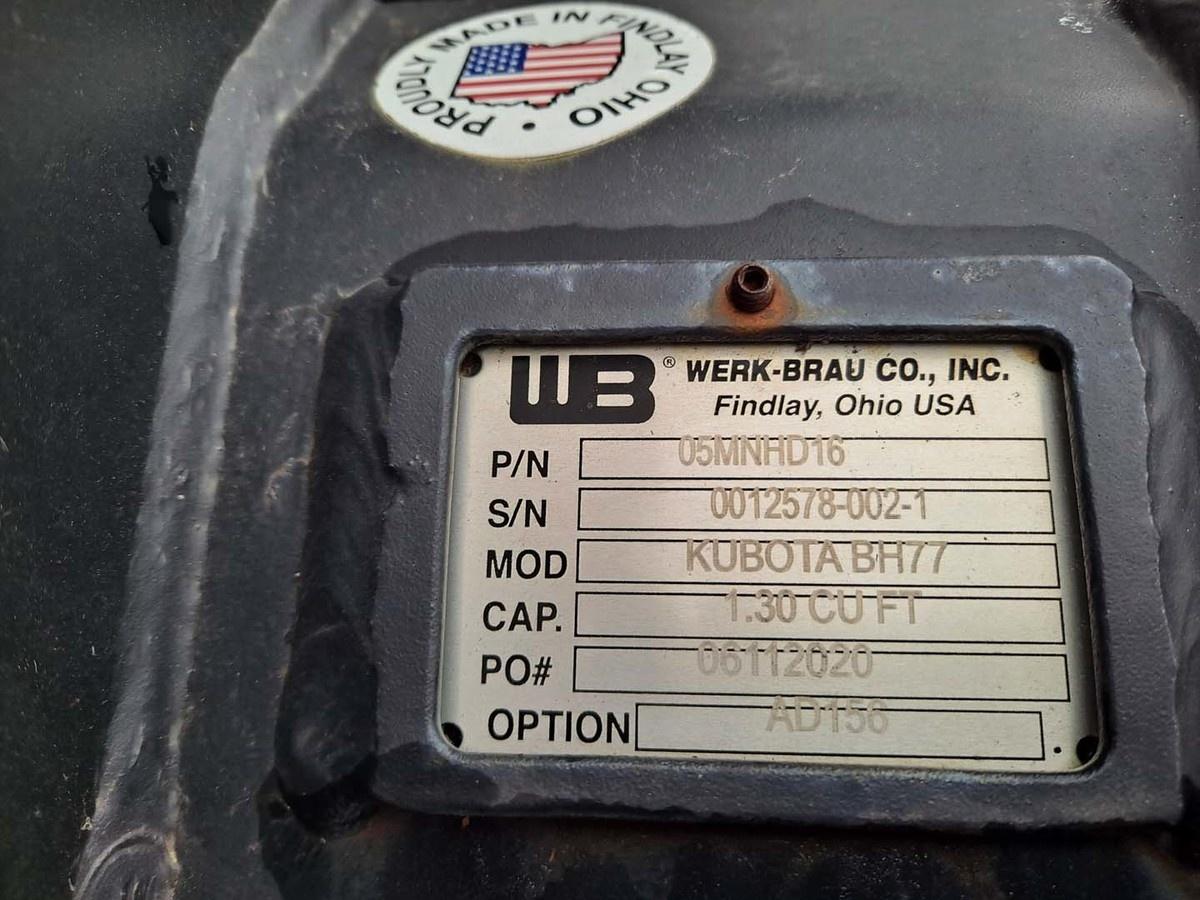 PROUDLY MADE IN FINDLAY OHIO •
WB® WERK-BRAU CO., INC.
Findlay, Ohio USA
P/N 05MNHD16
S/N 0012578-002-1
MOD KUBOTA BH77
CAP. 1.30 CU FT
PO# 06112020
OPTION AD156